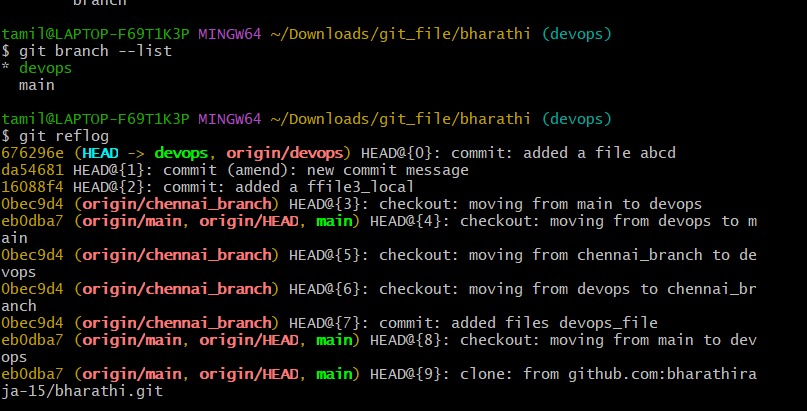 branch
tamil@LAPTOP-F69T1K3P MINGW64 ~/Downloads/git_file/bharathi (devops)
$ git branch --list
* devops
  main
tamil@LAPTOP-F69T1K3P MINGW64 ~/Downloads/git_file/bharathi (devops)
$ git reflog
676296e (HEAD -> devops, origin/devops) HEAD@{0}: commit: added a file abcd
da54681 HEAD@{1}: commit (amend): new commit message
16088f4 HEAD@{2}: commit: added a ffile3_local
0bec9d4 (origin/chennai_branch) HEAD@{3}: checkout: moving from main to devops
eb0dba7 (origin/main, origin/HEAD, main) HEAD@{4}: checkout: moving from devops to m
ain
0bec9d4 (origin/chennai_branch) HEAD@{5}: checkout: moving from chennai_branch to de
vops
0bec9d4 (origin/chennai_branch) HEAD@{6}: checkout: moving from devops to chennai_br
anch
0bec9d4 (origin/chennai_branch) HEAD@{7}: commit: added files devops_file
eb0dba7 (origin/main, origin/HEAD, main) HEAD@{8}: checkout: moving from main to dev
ops
eb0dba7 (origin/main, origin/HEAD, main) HEAD@{9}: clone: from github.com:bharathira
ja-15/bharathi.git